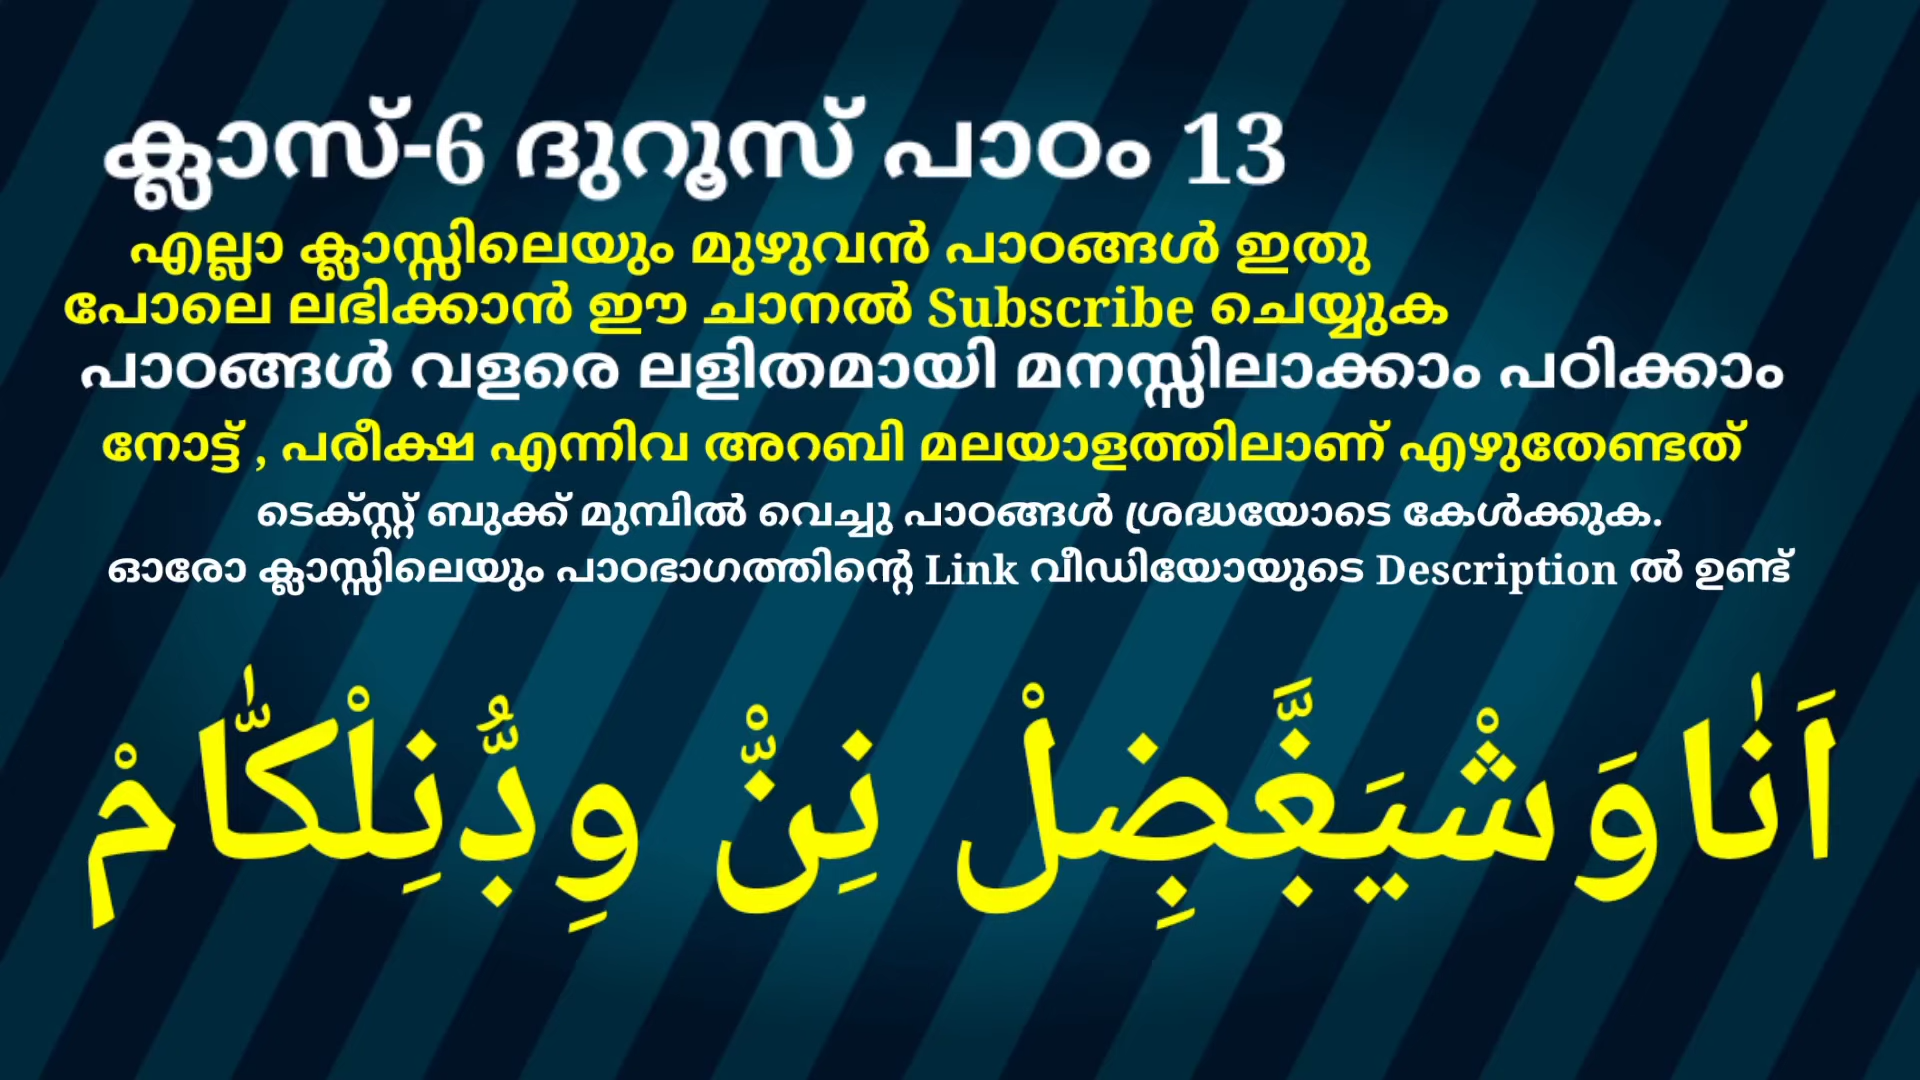 ക്ലാസ്-6 ദുറൂസ് പാഠം 13
എല്ലാ ക്ലാസ്സിലെയും മുഴുവൻ പാഠങ്ങൾ ഇതു
പോലെ ലഭിക്കാൻ ഈ ചാനൽ Subscribe ചെയ്യുക
പാഠങ്ങൾ വളരെ ലളിതമായി മനസ്സിലാക്കാം പഠിക്കാം
നോട്ട് , പരീക്ഷ എന്നിവ അറബി മലയാളത്തിലാണ് എഴുതേണ്ടത്
ടെക്സ്റ്റ് ബുക്ക് മുമ്പിൽ വെച്ചു പാഠങ്ങൾ ശ്രദ്ധയോടെ കേൾക്കുക.
ഓരോ ക്ലാസ്സിലെയും പാഠഭാഗത്തിന്റെ Link വീഡിയോയുടെ Description ൽ ഉണ്ട്
اَنٰاوَشْيَڠَّضِلْ نِنّْ وِڊُّنِلْكّٰامْ